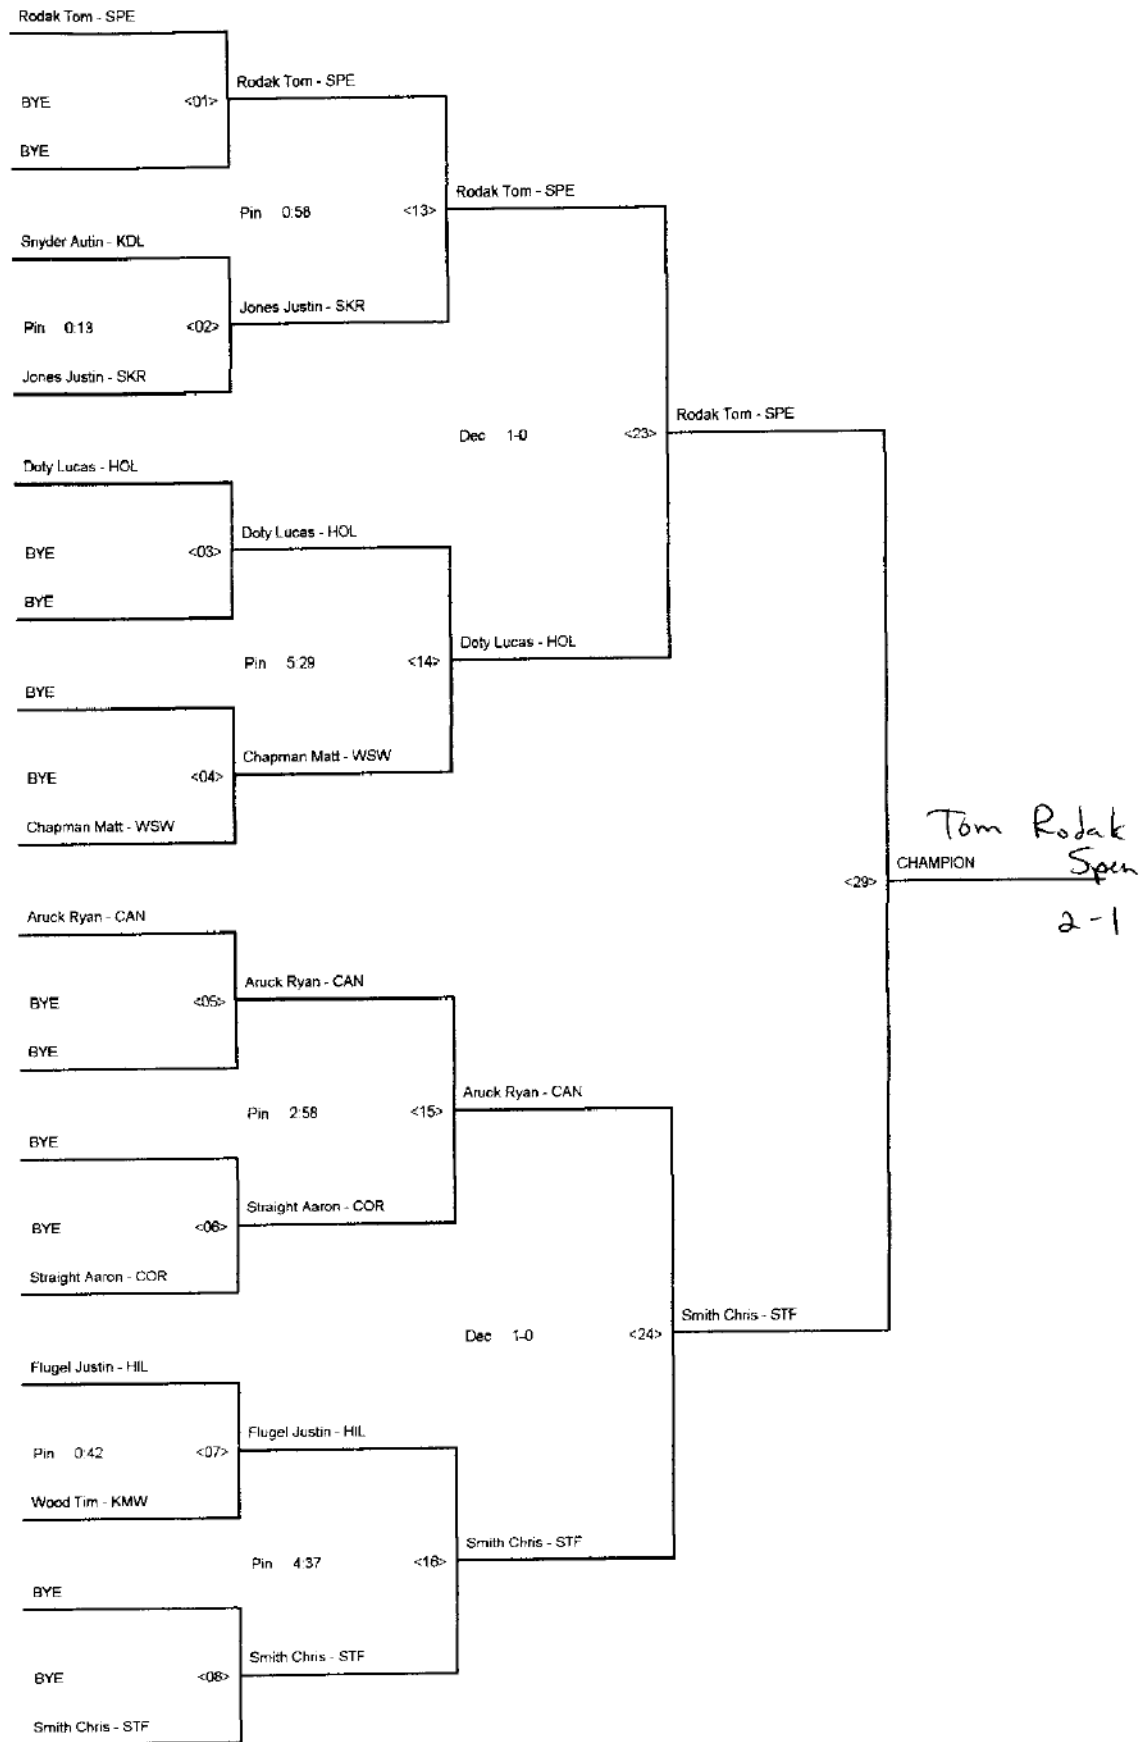 Rodak Tom - SPE
Rodak Tom - SPE
BYE <01>
BYE
Rodak Tom - SPE
Pin 0:58 <13>
Snyder Autin - KDL
Jones Justin - SKR
Pin 0:13 <02>
Jones Justin - SKR
Rodak Tom - SPE
Dec 1-0 <23>
Doty Lucas - HOL
Doty Lucas - HOL
BYE <03>
BYE
Doty Lucas - HOL
Pin 5:29 <14>
BYE
Chapman Matt - WSW
BYE <04>
Chapman Matt - WSW
Tom Rodak
CHAMPION Spen
<29>
2-1
Aruck Ryan - CAN
Aruck Ryan - CAN
BYE <05>
BYE
Aruck Ryan - CAN
Pin 2:58 <15>
BYE
Straight Aaron - COR
BYE <06>
Straight Aaron - COR
Smith Chris - STF
Dec 1-0 <24>
Flugel Justin - HIL
Flugel Justin - HIL
Pin 0:42 <07>
Wood Tim - KMW
Smith Chris - STF
Pin 4:37 <16>
BYE
Smith Chris - STF
BYE <08>
Smith Chris - STF